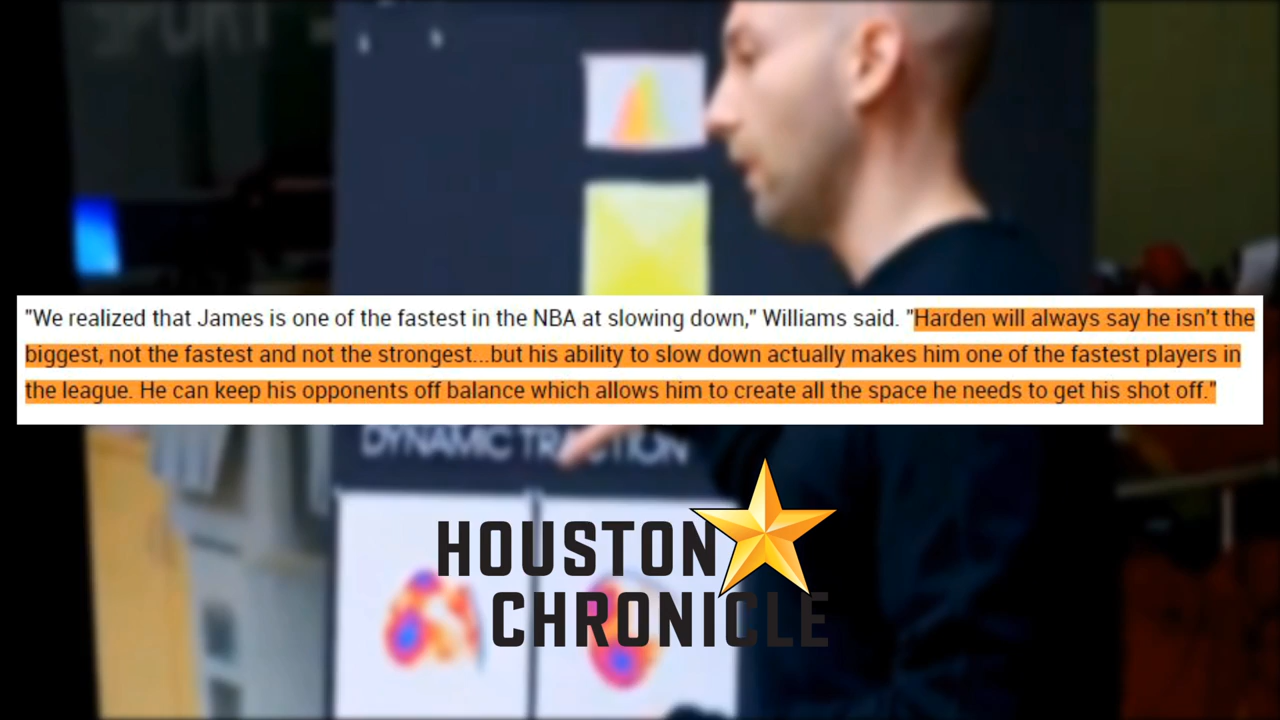 SPORT
"We realized that James is one of the fastest in the NBA at slowing down," Williams said. "Harden will always say he isn't the
biggest, not the fastest and not the strongest...but his ability to slow down actually makes him one of the fastest players in
the league. He can keep his opponents off balance which allows him to create all the space he needs to get his shot off."
DYNAMIC TRACTION
HOUSTON
CHRONICLE